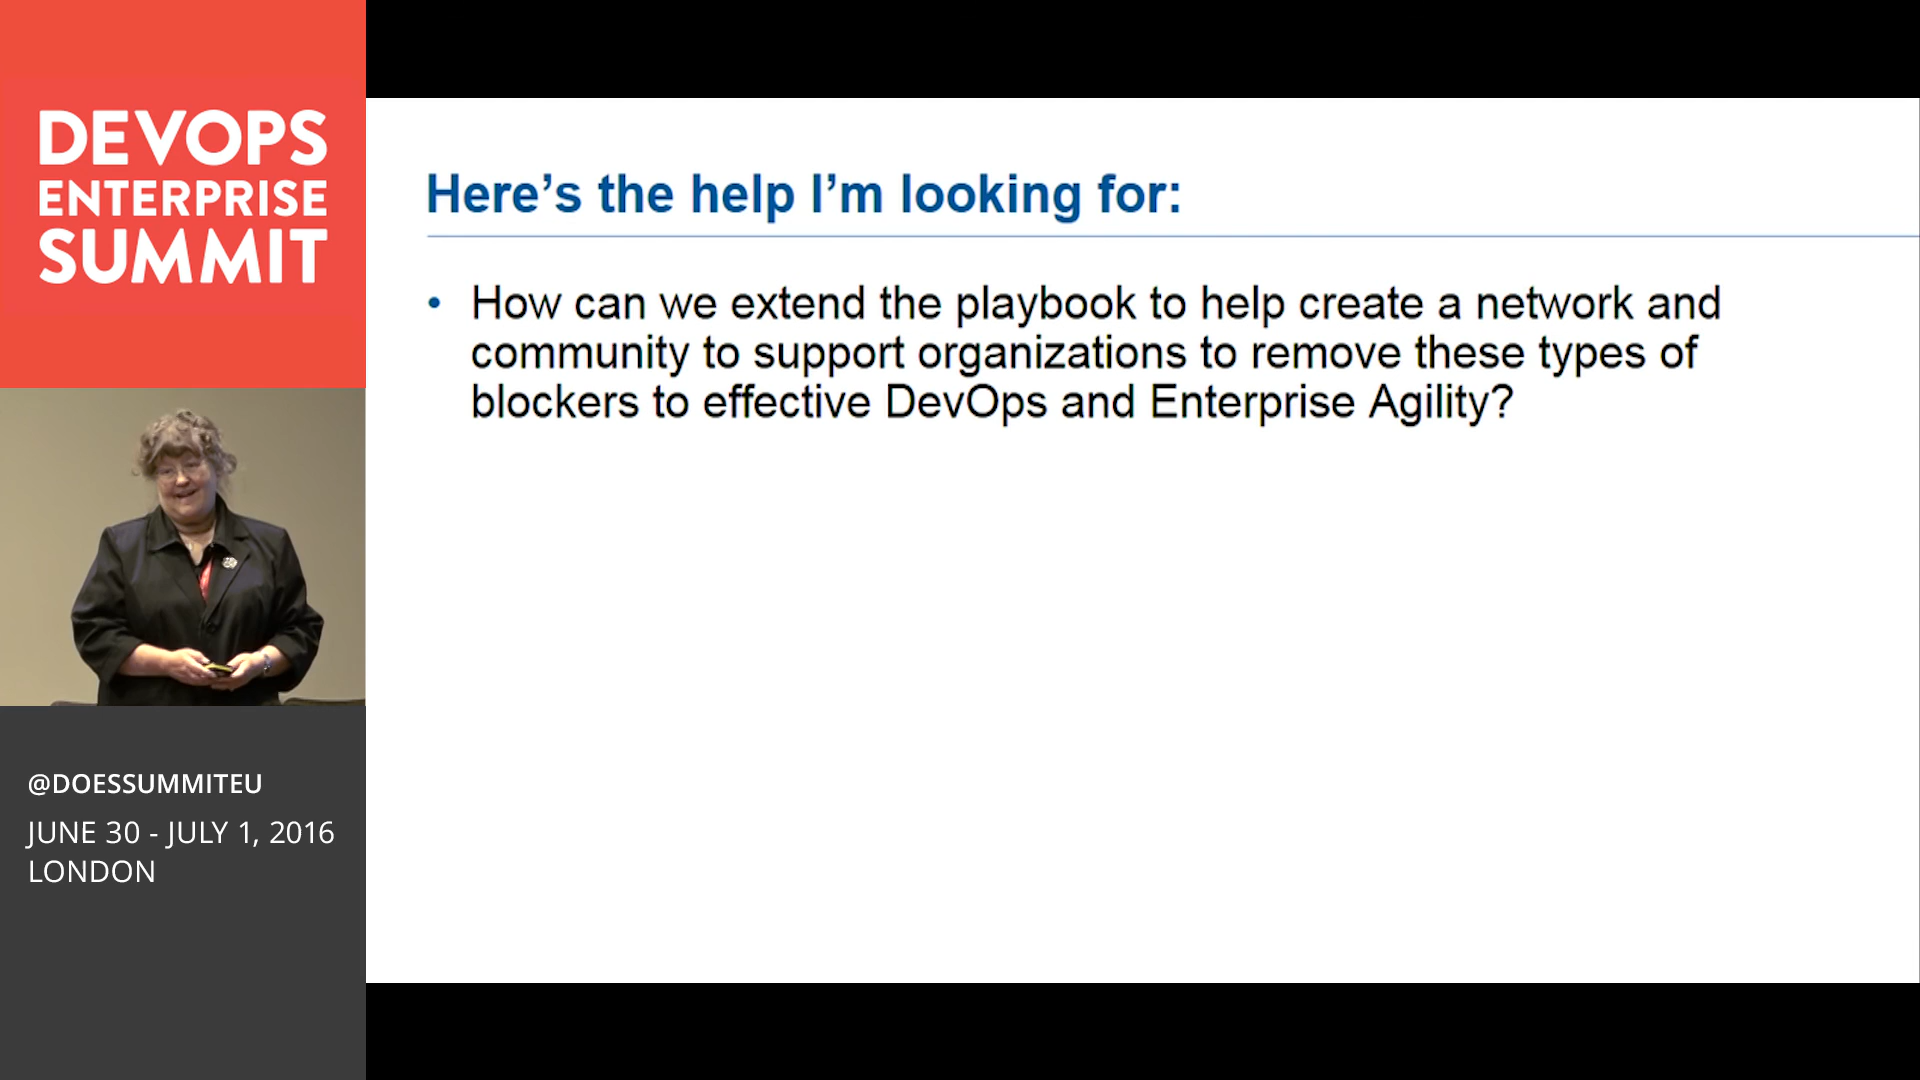 DEVOPS
ENTERPRISE
SUMMIT
@DOESSUMMITEU
JUNE 30 - JULY 1, 2016
LONDON
Here’s the help I’m looking for:
• How can we extend the playbook to help create a network and
community to support organizations to remove these types of
blockers to effective DevOps and Enterprise Agility?